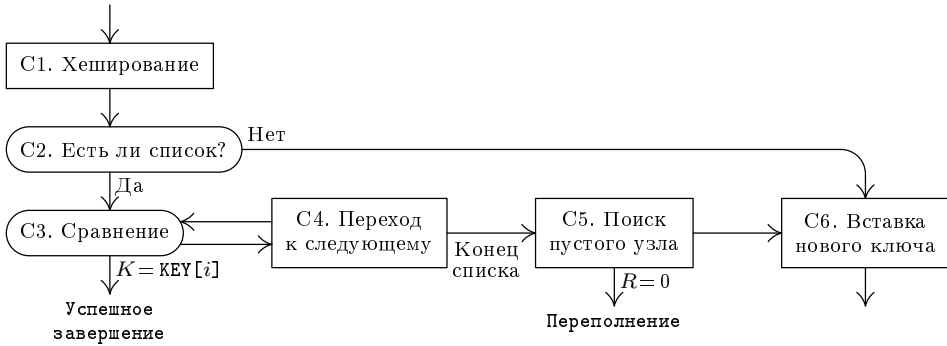 C1. Хеширование
C2. Есть ли список?
Нет
Да
C3. Сравнение
C4. Переход
к следующему
Конец
списка
C5. Поиск
пустого узла
C6. Вставка
нового ключа
K = KEY[i]
Успешное
завершение
R = 0
Переполнение